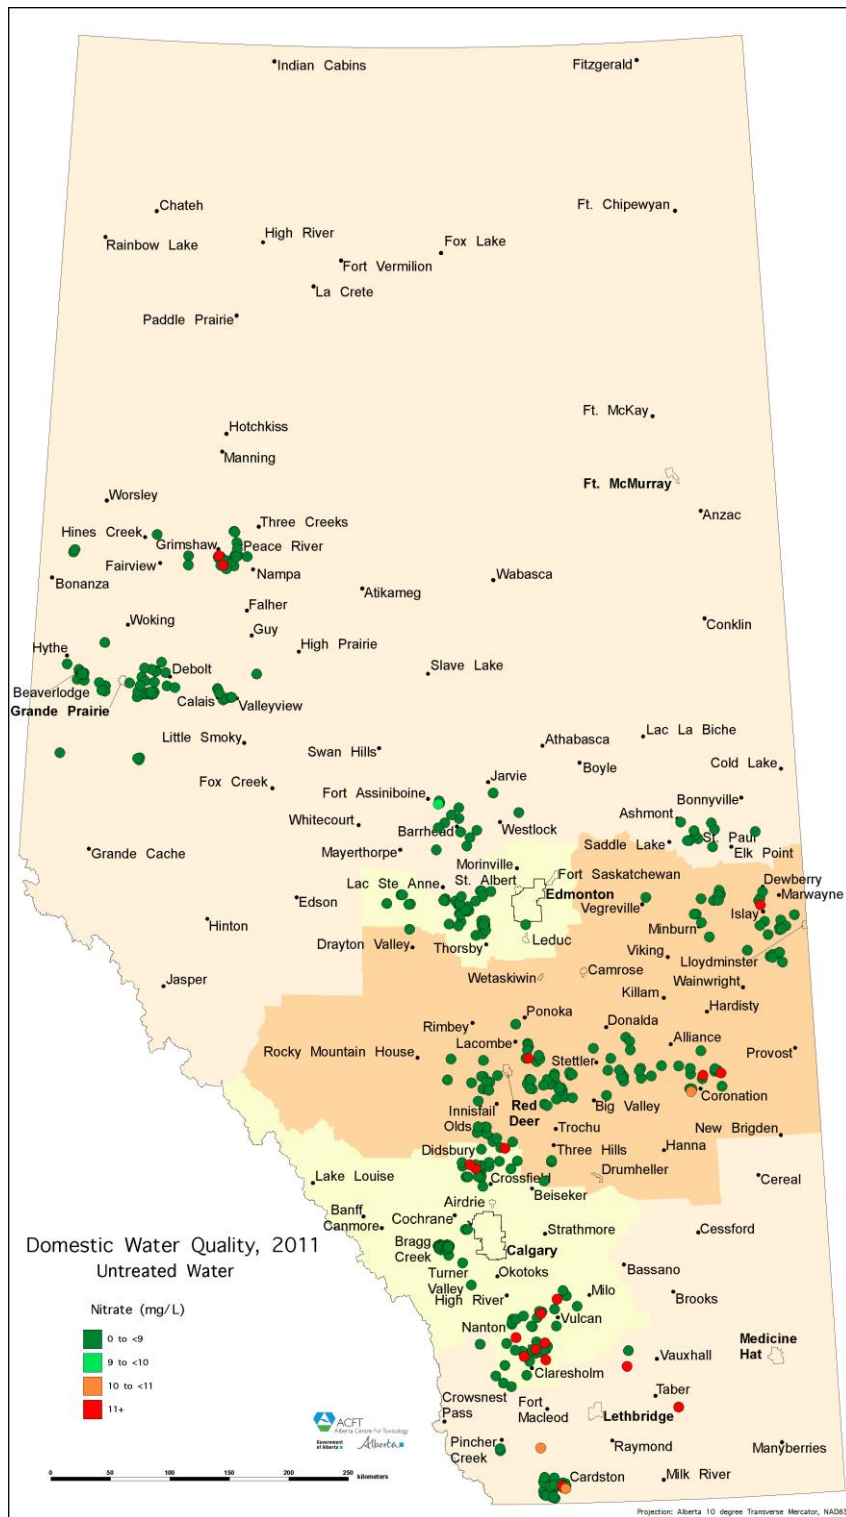 Indian Cabins
Fitzgerald
Chateh
Ft. Chipewyan
Rainbow Lake
High River
Fox Lake
Fort Vermilion
La Crete
Paddle Prairie
Ft. McKay
Hotchkiss
Manning
Ft. McMurray
Worsley
Anzac
Hines Creek
Three Creeks
Grimshaw
Peace River
Fairview
Nampa
Bonanza
Wabasca
Atikameg
Falher
Woking
Conklin
Guy
Hythe
High Prairie
Debolt
Slave Lake
Beaverlodge
Calais
Valleyview
Grande Prairie
Little Smoky
Swan Hills
Athabasca
Lac La Biche
Boyle
Cold Lake
Fox Creek
Jarvie
Fort Assiniboine
Bonnyville
Ashmont
Whitecourt
Barrhead
Westlock
St. Paul
Saddle Lake
Elk Point
Grande Cache
Mayerthorpe
Morinville
Fort Saskatchewan
Lac Ste Anne
St. Albert
Dewberry
Edmonton
Marwayne
Edson
Vegreville
Islay
Hinton
Minburn
Drayton Valley
Thorsby
Leduc
Viking
Lloydminster
Jasper
Wetaskiwin
Camrose
Wainwright
Killam
Hardisty
Ponoka
Rimbey
Donalda
Lacombe
Alliance
Provost
Rocky Mountain House
Stettler
Red
Deer
Innisfail
Big Valley
Coronation
Olds
Trochu
New Brigden
Didsbury
Three Hills
Hanna
Drumheller
Cereal
Lake Louise
Crossfield
Beiseker
Airdrie
Banff
Canmore
Cochrane
Strathmore
Cessford
Bragg
Creek
Calgary
Turner
Valley
Okotoks
Bassano
High River
Milo
Brooks
Nanton
Vulcan
Medicine
Hat
Vauxhall
Claresholm
Crowsnest
Pass
Fort
Macleod
Taber
Lethbridge
Pincher
Creek
Raymond
Manyberries
Cardston
Milk River
Domestic Water Quality, 2011
Untreated Water
Nitrate (mg/L)
0 to <9
9 to <10
10 to <11
11+
ACFT
Alberta Centre For Toxicology
Government
of Alberta
Alberta
0 50 100 150 200 250 kilometers
Projection: Alberta 10 degree Transverse Mercator, NAD83